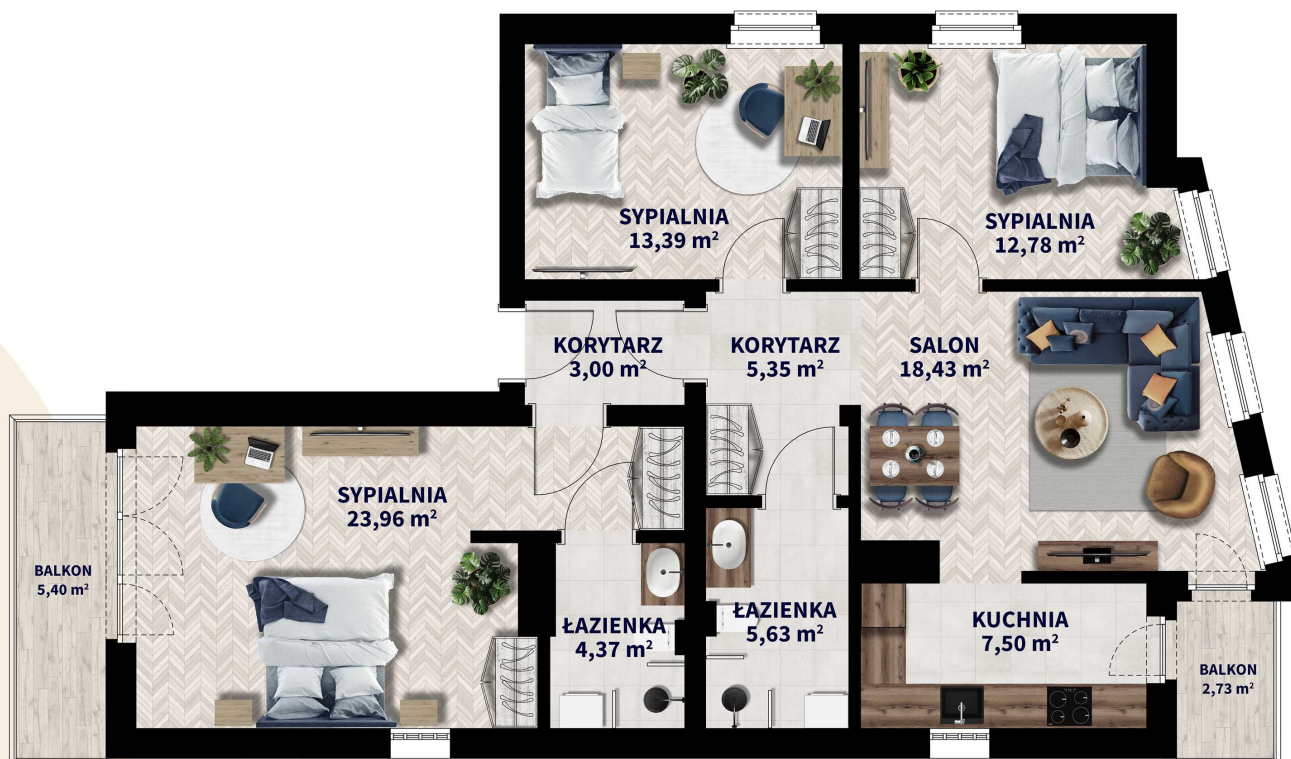 SYPIALNIA
13,39 m²
SYPIALNIA
12,78 m²
KORYTARZ
3,00 m²
KORYTARZ
5,35 m²
SALON
18,43 m²
SYPIALNIA
23,96 m²
BALKON
5,40 m²
ŁAZIENKA
4,37 m²
ŁAZIENKA
5,63 m²
KUCHNIA
7,50 m²
BALKON
2,73 m²